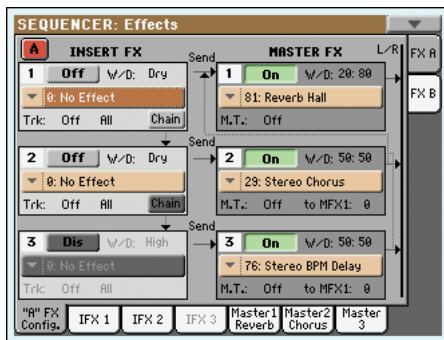 SEQUENCER: Effects
A INSERT FX Send MASTER FX L/R FX A
1 Off W/D: Dry 1 On W/D: 20:80
0: No Effect 81: Reverb Hall FX B
Trk: Off All Chain M.T.: Off
Send
2 Off W/D: Dry 2 On W/D: 50:50
0: No Effect 29: Stereo Chorus
Trk: Off All Chain M.T.: Off to MFX1: 0
Send
3 Dis W/D: High 3 On W/D: 50:50
0: No Effect 76: Stereo BPM Delay
Trk: Off All M.T.: Off to MFX1: 0
"A" FX Config. IFX 1 IFX 2 IFX 3 Master1 Reverb Master2 Chorus Master 3